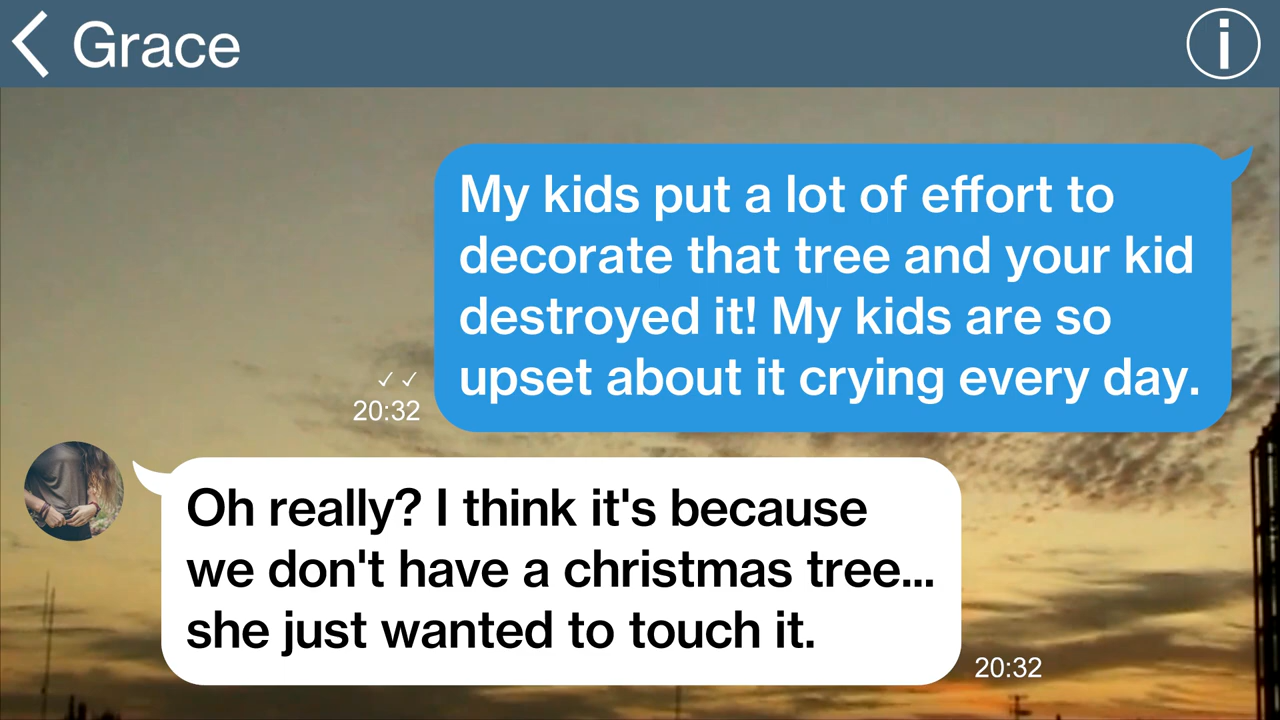 Grace
My kids put a lot of effort to
decorate that tree and your kid
destroyed it! My kids are so
upset about it crying every day.
20:32
Oh really? I think it's because
we don't have a christmas tree...
she just wanted to touch it.
20:32